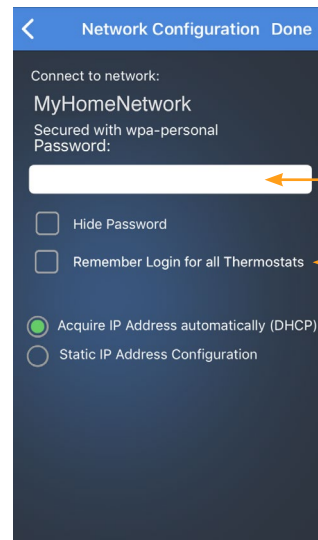 Network Configuration Done
Connect to network:
MyHomeNetwork
Secured with wpa-personal
Password:
Hide Password
Remember Login for all Thermostats
Acquire IP Address automatically (DHCP)
Static IP Address Configuration